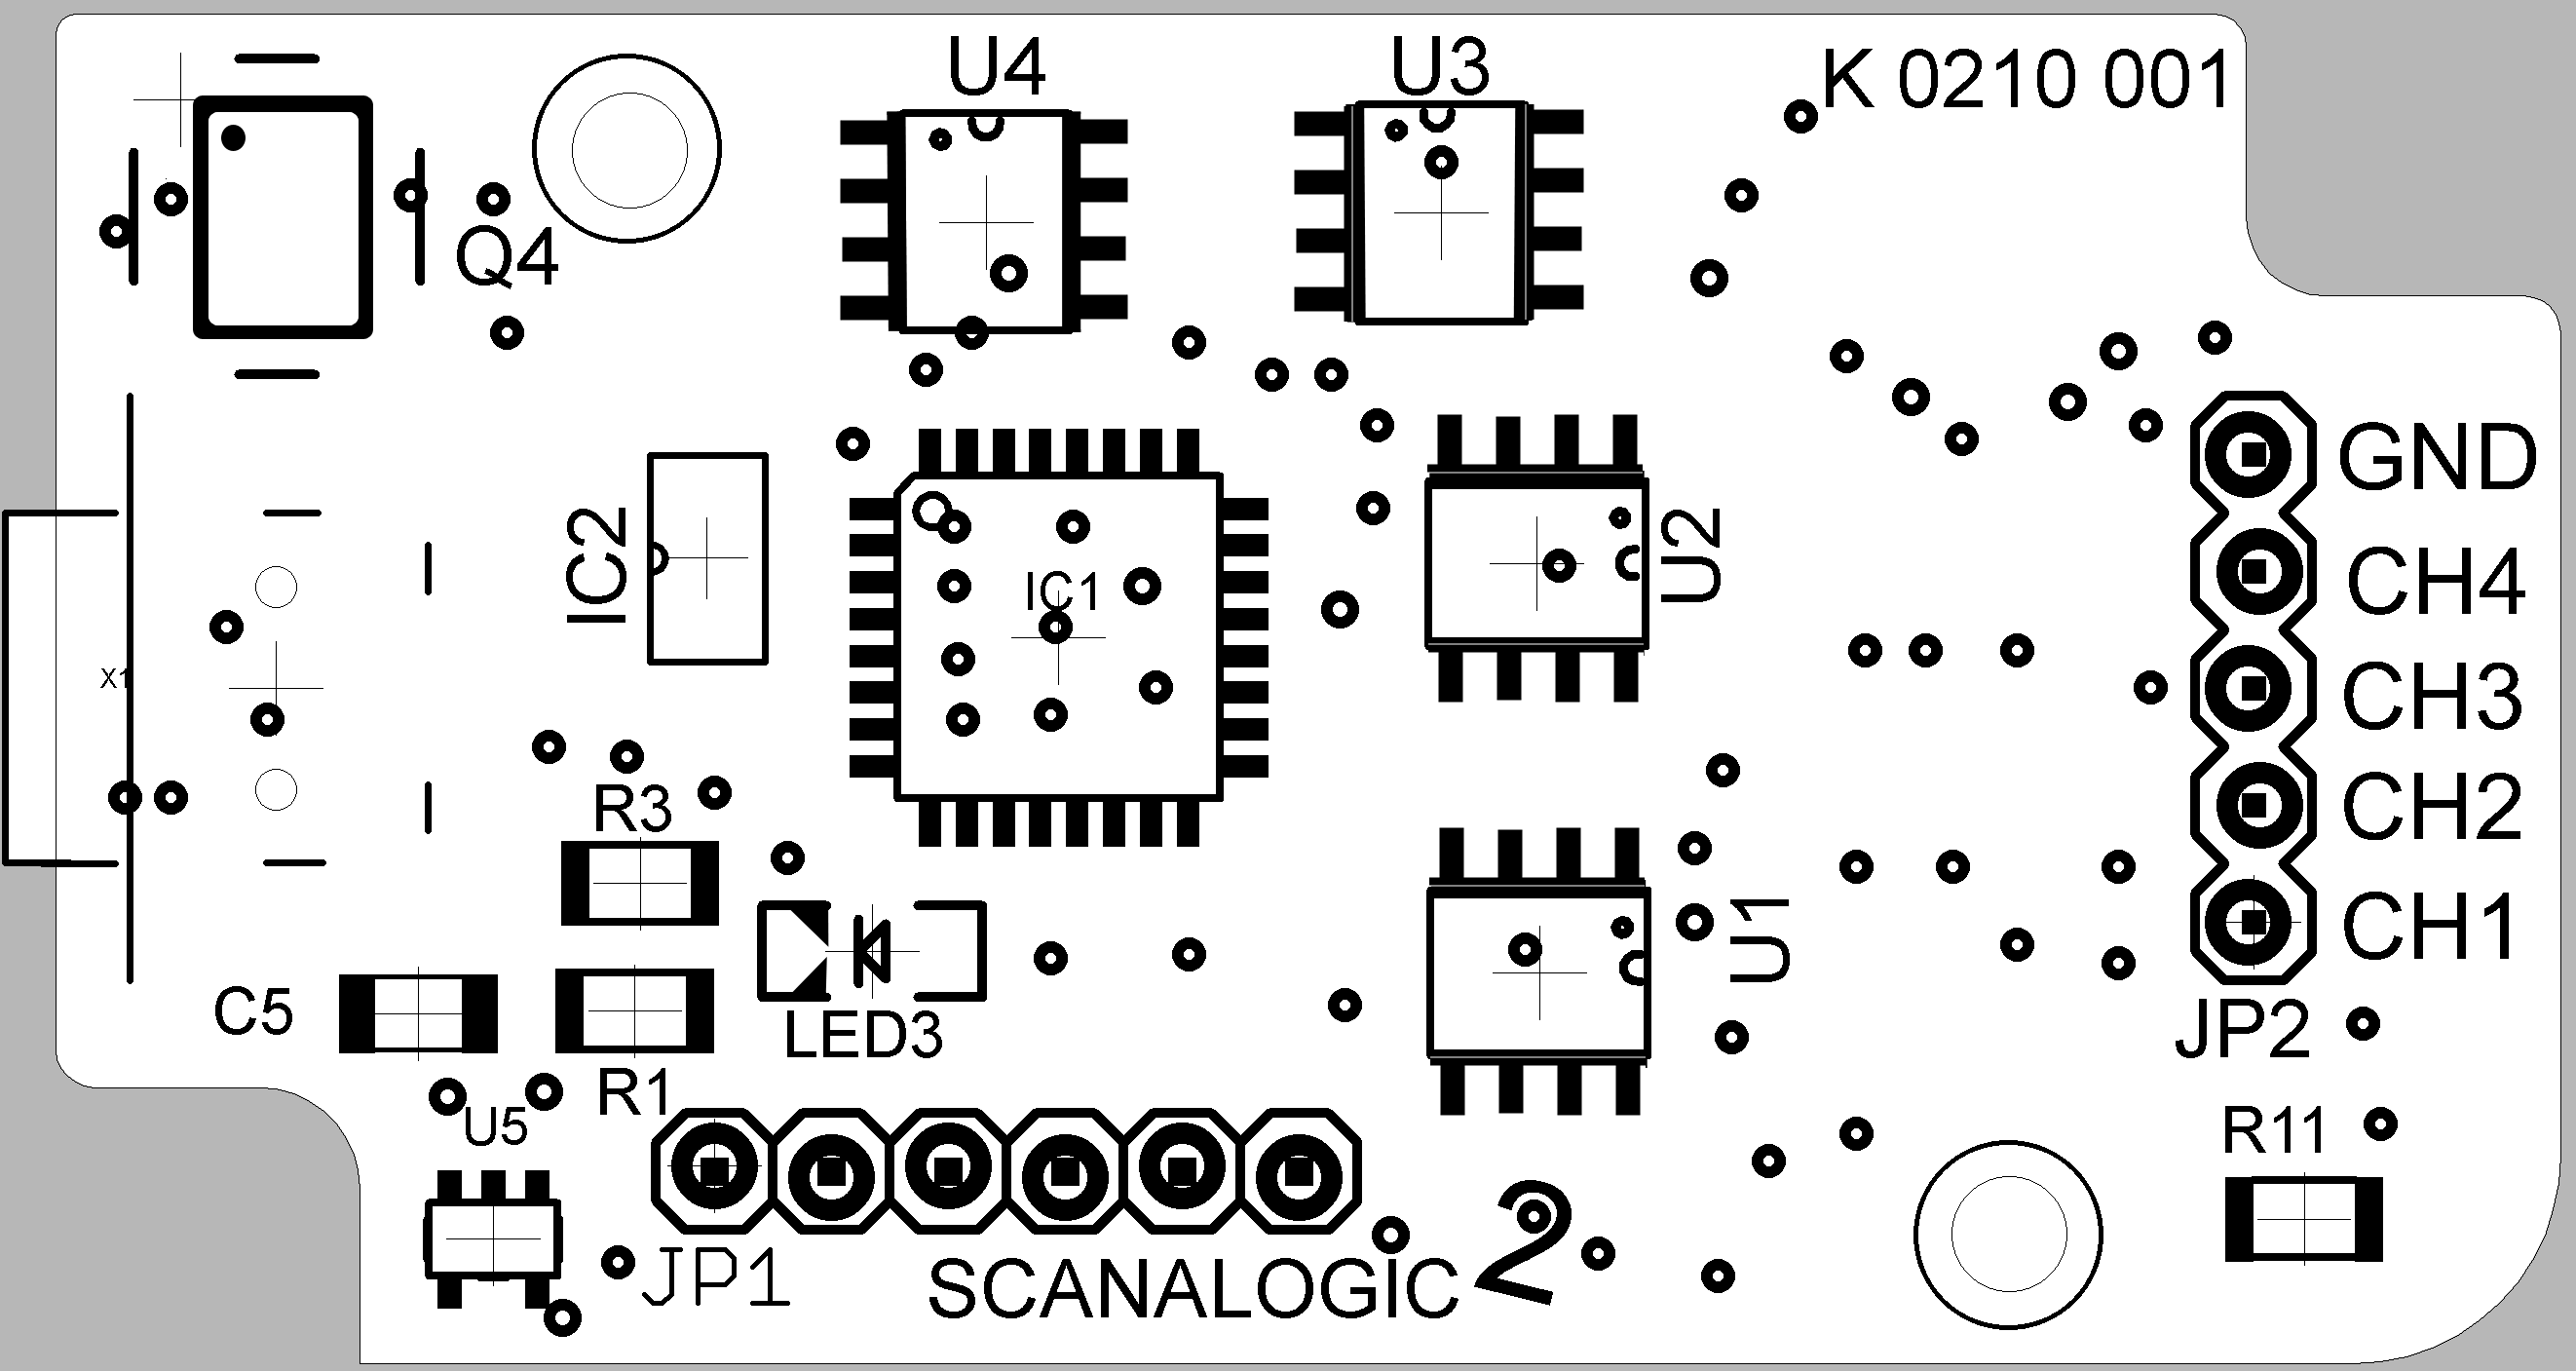 U4
U3
K 0210 001
Q4
GND
IC2
IC1
U2
CH4
X1
CH3
R3
CH2
U1
CH1
C5
LED3
JP2
R1
U5
R11
JP1
SCANALOGIC 2